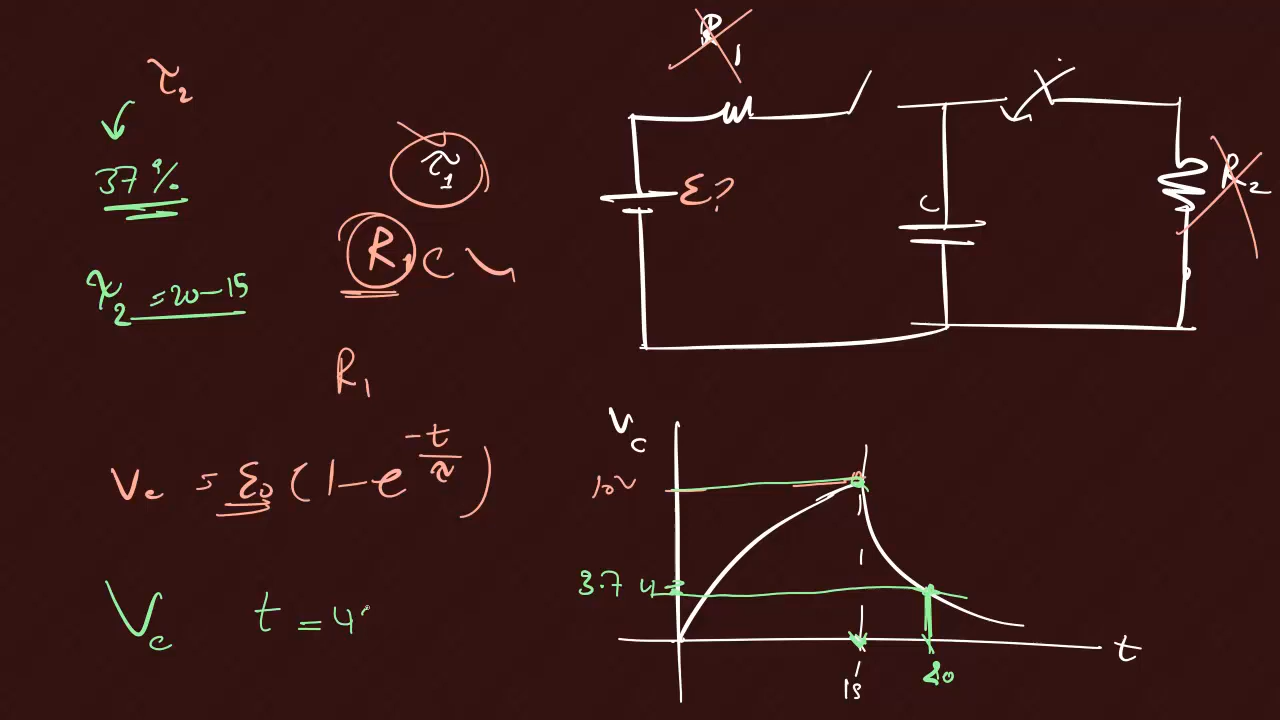 τ₂
37 %
τ₂ = 20 - 15
τ₁
R₁ C
R₁
Vc = ε₀ (1 - e^(-t/τ))
Vc t = 4
R₁
ε?
C
R₂
Vc
10v
3.7
15
20
t